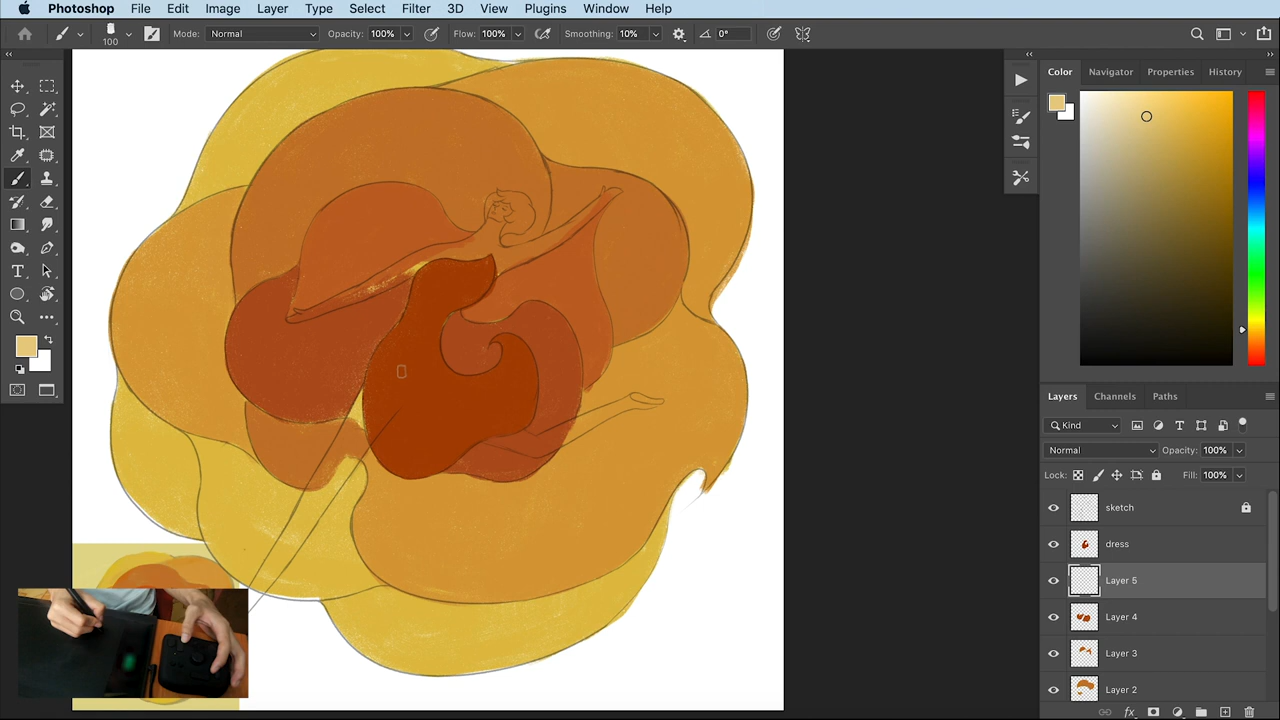 Photoshop File Edit Image Layer Type Select Filter 3D View Plugins Window Help
100 Mode: Normal Opacity: 100% Flow: 100% Smoothing: 10% 0°
Color Navigator Properties History
Layers Channels Paths
Kind
Normal Opacity: 100%
Lock: Fill: 100%
sketch
dress
Layer 5
Layer 4
Layer 3
Layer 2